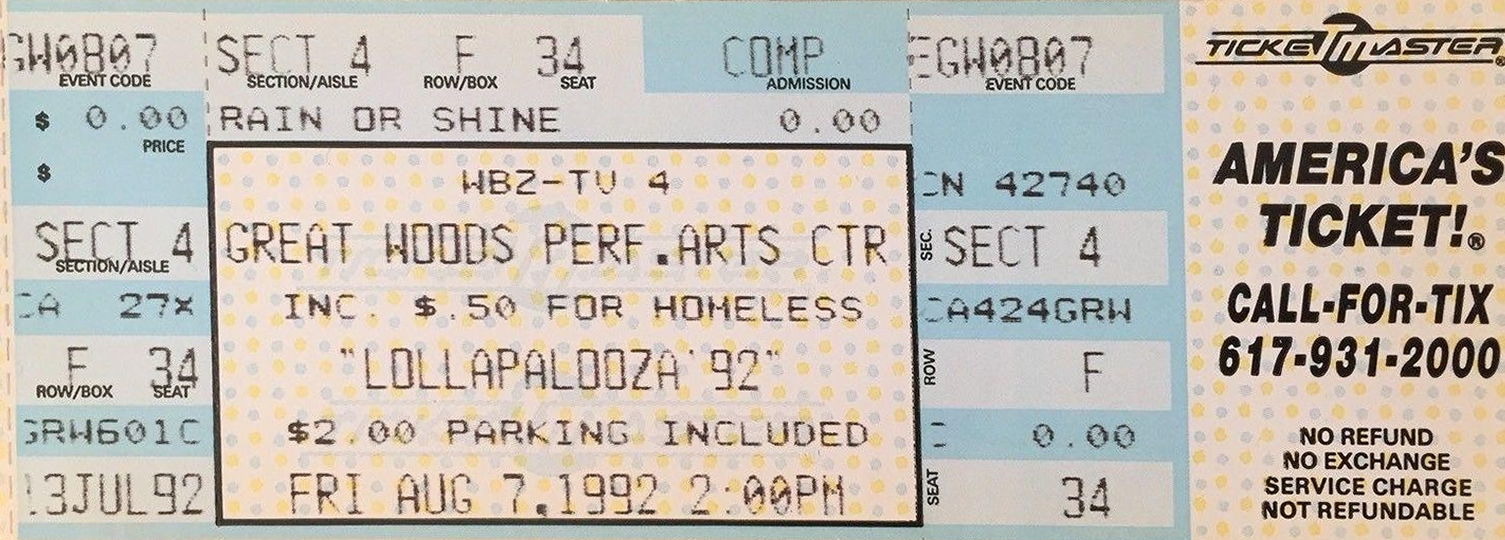 GW0807
EVENT CODE
$ 0.00
PRICE
$
SECT 4
SECTION/AISLE
CA 27X
F 34
ROW/BOX SEAT
GRW601C
13JUL92
SECT 4 F 34 COMP
SECTION/AISLE ROW/BOX SEAT ADMISSION
RAIN OR SHINE 0.00
WBZ-TV 4
GREAT WOODS PERF.ARTS CTR
INC. $.50 FOR HOMELESS
"LOLLAPALOOZA'92"
$2.00 PARKING INCLUDED
FRI AUG 7,1992 2:00PM
EGW0807
EVENT CODE
CN 42740
SEC. SECT 4
CA424GRW
ROW F
C 0.00
SEAT 34
TICKETMASTER®
AMERICA'S
TICKET!®
CALL-FOR-TIX
617-931-2000
NO REFUND
NO EXCHANGE
SERVICE CHARGE
NOT REFUNDABLE